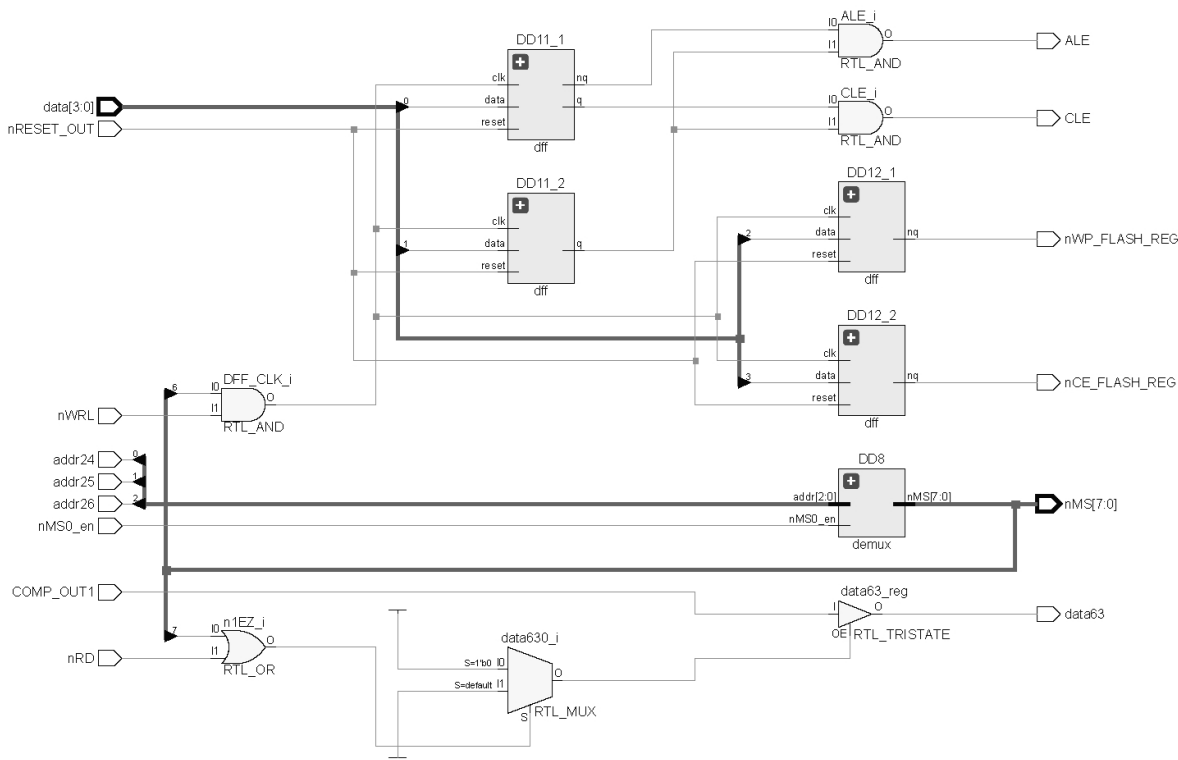 ALE_i
I0
I1
O
ALE
RTL_AND
DD11_1
clk
nq
data
q
reset
dff
data[3:0]
0
nRESET_OUT
CLE_i
I0
I1
O
CLE
RTL_AND
DD11_2
clk
1
data
q
reset
dff
DD12_1
clk
2
data
nq
reset
dff
nWP_FLASH_REG
DD12_2
clk
3
data
nq
reset
dff
nCE_FLASH_REG
DFF_CLK_i
6
I0
I1
O
nWRL
RTL_AND
addr24
0
addr25
1
addr26
2
nMS0_en
DD8
addr[2:0]
nMS[7:0]
nMS0_en
demux
nMS[7:0]
COMP_OUT1
data63_reg
I
O
OE
RTL_TRISTATE
data63
n1EZ_i
7
I0
I1
O
nRD
RTL_OR
data630_i
S=1'b0
I0
S=default
I1
O
S
RTL_MUX